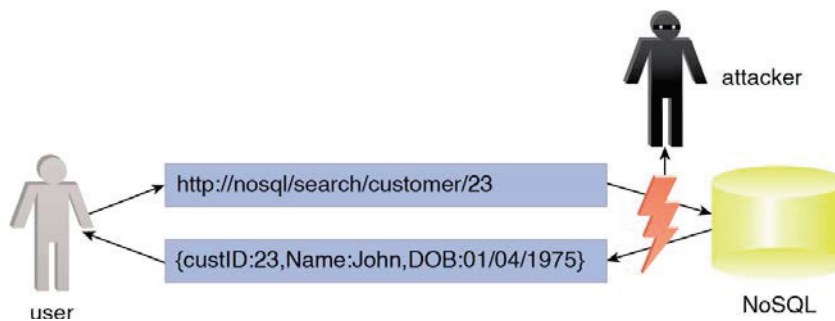 attacker
http://nosql/search/customer/23
{custID:23,Name:John,DOB:01/04/1975}
user
NoSQL